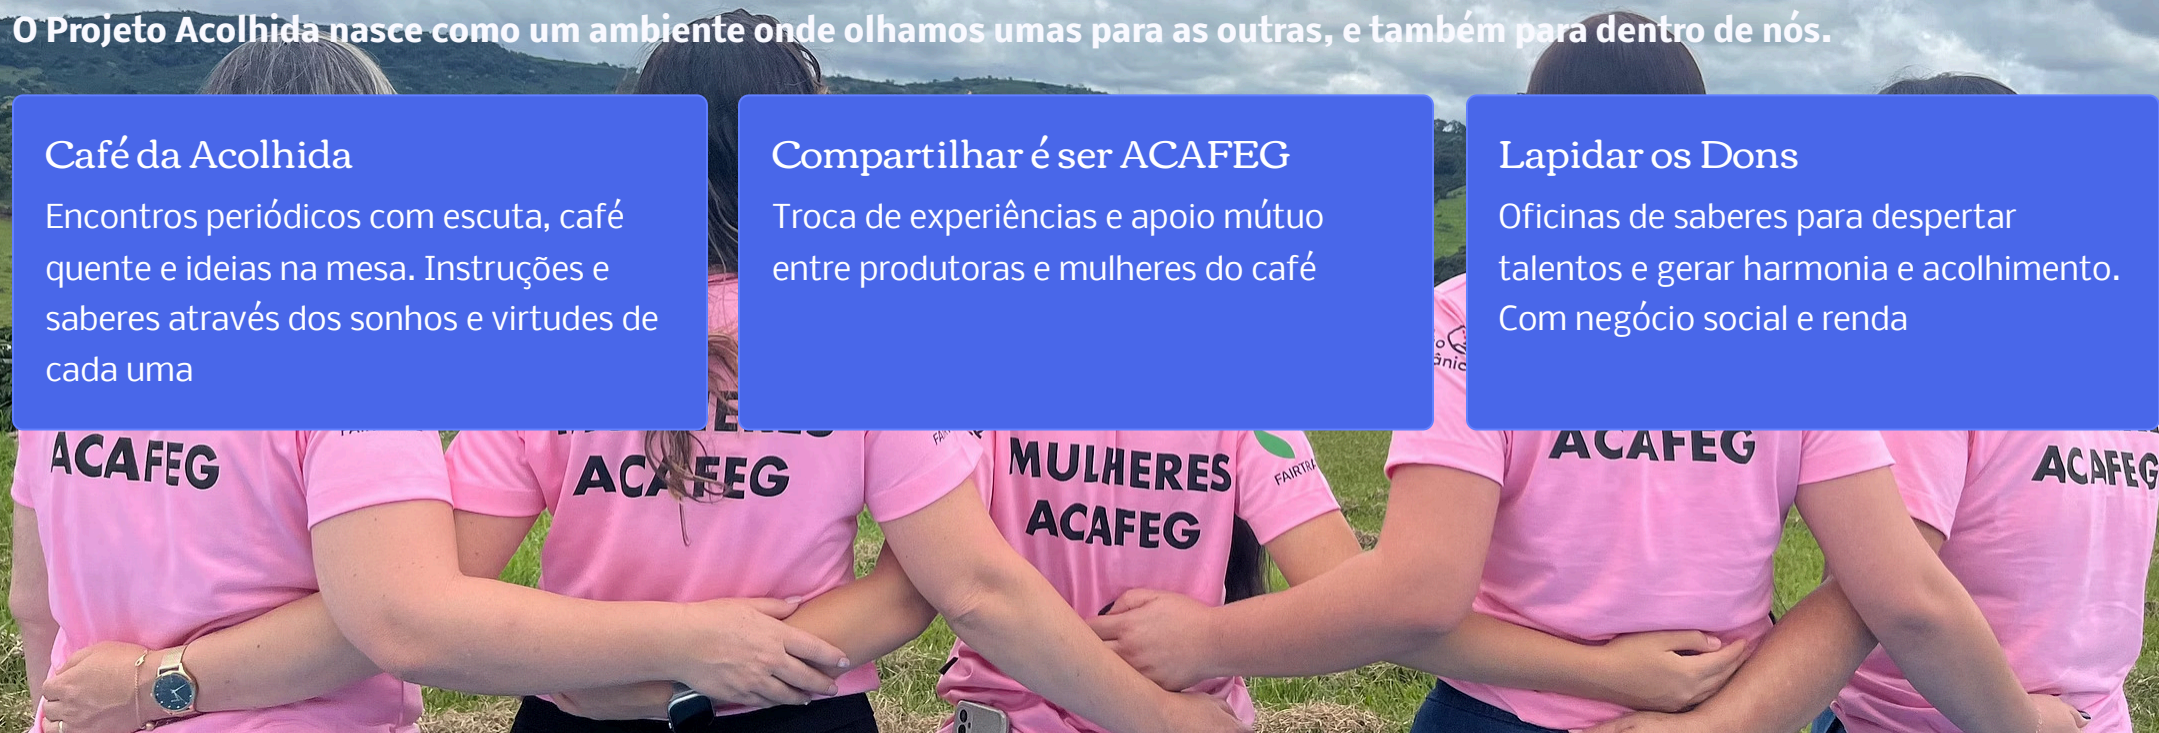 O Projeto Acolhida nasce como um ambiente onde olhamos umas para as outras, e também para dentro de nós.
Café da Acolhida
Encontros periódicos com escuta, café
quente e ideias na mesa. Instruções e
saberes através dos sonhos e virtudes de
cada uma
Compartilhar é ser ACAFEG
Troca de experiências e apoio mútuo
entre produtoras e mulheres do café
Lapidar os Dons
Oficinas de saberes para despertar
talentos e gerar harmonia e acolhimento.
Com negócio social e renda
ACAFEG
ACAFEG
MULHERES
ACAFEG
ACAFEG
ACAFEG